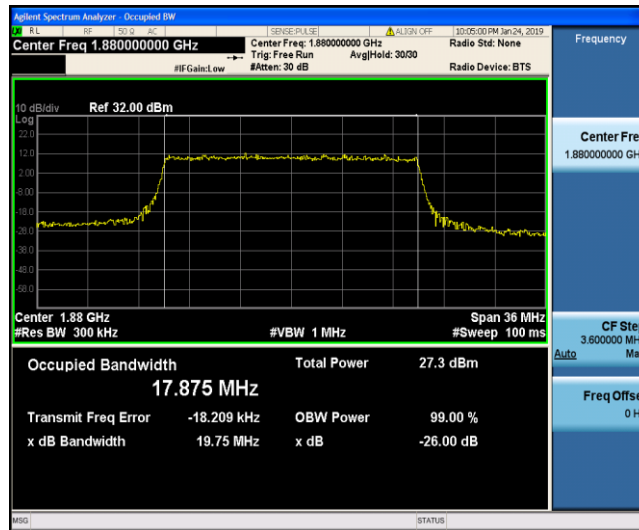 Agilent Spectrum Analyzer - Occupied BW
RL RF 50 Ω AC SENSE:PULSE ALIGN OFF 10:05:00 PM Jan 24, 2019
Center Freq 1.880000000 GHz
Center Freq: 1.880000000 GHz
Radio Std: None
Trig: Free Run Avg|Hold: 30/30
#IFGain:Low
#Atten: 30 dB
Radio Device: BTS
Frequency
10 dB/div Ref 32.00 dBm
Log
22.0
12.0
2.00
-8.00
-18.0
-28.0
-38.0
-48.0
-58.0
Center 1.88 GHz Span 36 MHz
#Res BW 300 kHz #VBW 1 MHz #Sweep 100 ms
Occupied Bandwidth Total Power 27.3 dBm
17.875 MHz
Transmit Freq Error -18.209 kHz OBW Power 99.00 %
x dB Bandwidth 19.75 MHz x dB -26.00 dB
Center Fre
1.880000000 GH
CF Ste
3.600000 MH
Auto Ma
Freq Offse
0 H
MSG STATUS